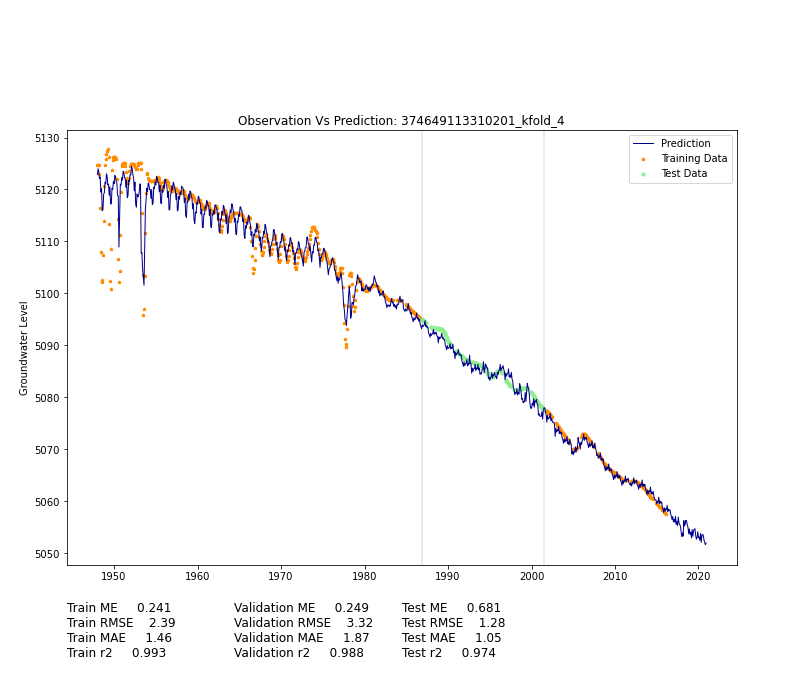 Observation Vs Prediction: 374649113310201_kfold_4
Prediction
Training Data
Test Data
Groundwater Level
5130
5120
5110
5100
5090
5080
5070
5060
5050
1950 1960 1970 1980 1990 2000 2010 2020
Train ME 0.241 Validation ME 0.249 Test ME 0.681
Train RMSE 2.39 Validation RMSE 3.32 Test RMSE 1.28
Train MAE 1.46 Validation MAE 1.87 Test MAE 1.05
Train r2 0.993 Validation r2 0.988 Test r2 0.974